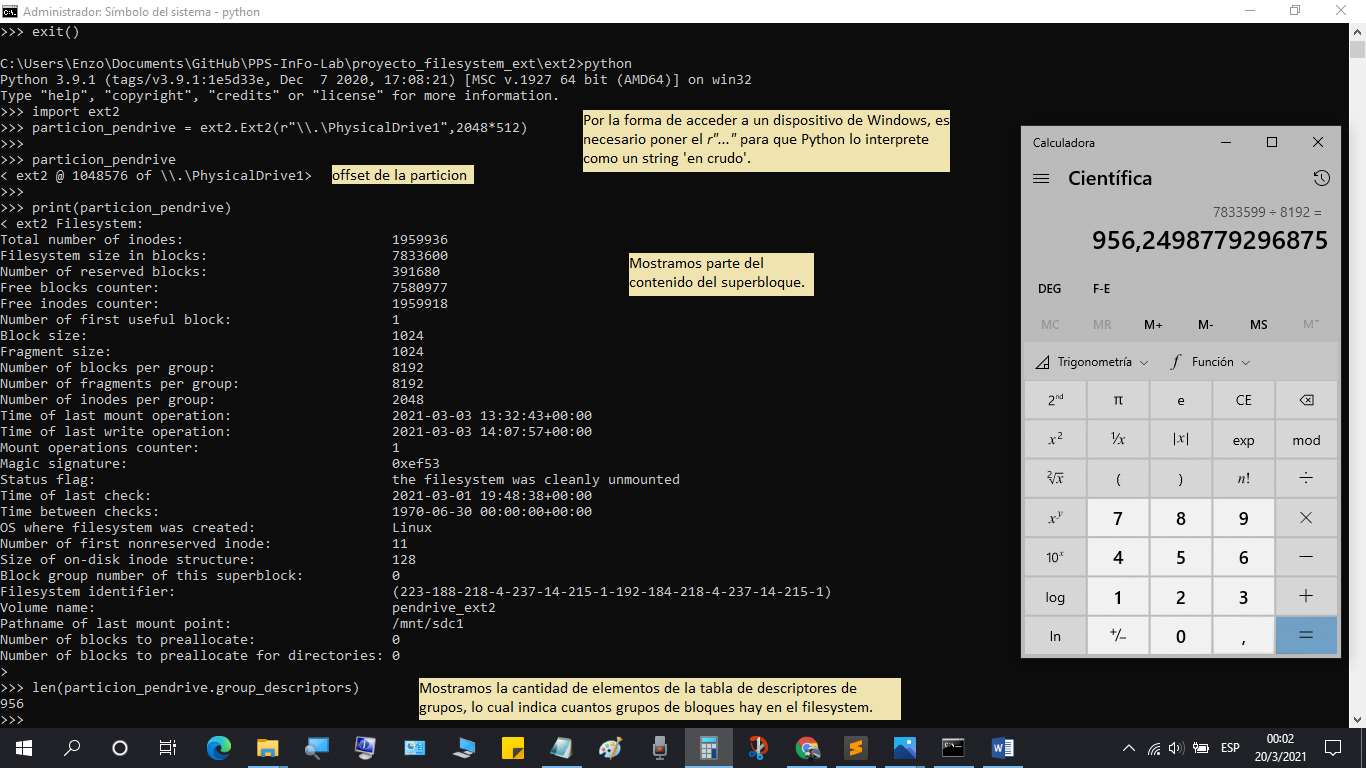 Administrador: Símbolo del sistema - python
>>> exit()
C:\Users\Enzo\Documents\GitHub\PPS-InFo-Lab\proyecto_filesystem_ext\ext2>python
Python 3.9.1 (tags/v3.9.1:1e5d33e, Dec  7 2020, 17:08:21) [MSC v.1927 64 bit (AMD64)] on win32
Type "help", "copyright", "credits" or "license" for more information.
>>> import ext2
>>> particion_pendrive = ext2.Ext2(r"\\.\PhysicalDrive1",2048*512)
>>>
>>> particion_pendrive
< ext2 @ 1048576 of \\.\PhysicalDrive1>
offset de la particion
>>>
>>> print(particion_pendrive)
< ext2 Filesystem:
Total number of inodes: 1959936
Filesystem size in blocks: 7833600
Number of reserved blocks: 391680
Free blocks counter: 7580977
Free inodes counter: 1959918
Number of first useful block: 1
Block size: 1024
Fragment size: 1024
Number of blocks per group: 8192
Number of fragments per group: 8192
Number of inodes per group: 2048
Time of last mount operation: 2021-03-03 13:32:43+00:00
Time of last write operation: 2021-03-03 14:07:57+00:00
Mount operations counter: 1
Magic signature: 0xef53
Status flag: the filesystem was cleanly unmounted
Time of last check: 2021-03-01 19:48:38+00:00
Time between checks: 1970-06-30 00:00:00+00:00
OS where filesystem was created: Linux
Number of first nonreserved inode: 11
Size of on-disk inode structure: 128
Block group number of this superblock: 0
Filesystem identifier: (223-188-218-4-237-14-215-1-192-184-218-4-237-14-215-1)
Volume name: pendrive_ext2
Pathname of last mount point: /mnt/sdc1
Number of blocks to preallocate: 0
Number of blocks to preallocate for directories: 0
>
>>> len(particion_pendrive.group_descriptors)
956
>>>
Por la forma de acceder a un dispositivo de Windows, es
necesario poner el r"..." para que Python lo interprete
como un string 'en crudo'.
Mostramos parte del
contenido del superbloque.
Mostramos la cantidad de elementos de la tabla de descriptores de
grupos, lo cual indica cuantos grupos de bloques hay en el filesystem.
Calculadora
Científica
7833599 ÷ 8192 =
956,2498779296875
DEG F-E
MC MR M+ M- MS M˅
Trigonometría Función
2ⁿᵈ π e CE
x² ¹/x |x| exp mod
²√x ( ) n! ÷
xʸ 7 8 9 ×
10ˣ 4 5 6 −
log 1 2 3 +
ln +/− 0 , =
ESP
00:02
20/3/2021